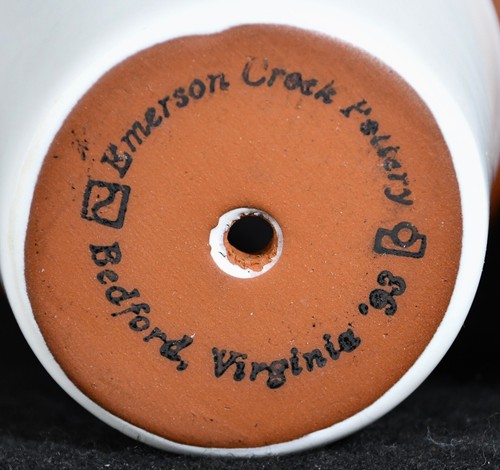 Emerson Creek Pottery
Bedford, Virginia '93